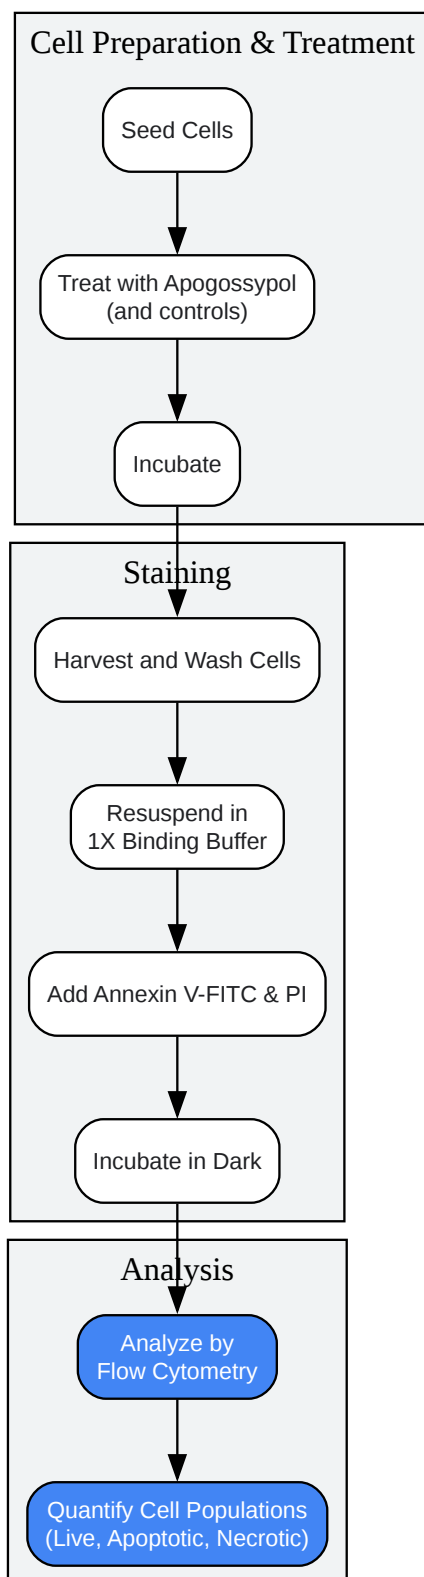 Cell Preparation & Treatment
Seed Cells
Treat with Apogossypol
(and controls)
Incubate
Staining
Harvest and Wash Cells
Resuspend in
1X Binding Buffer
Add Annexin V-FITC & PI
Incubate in Dark
Analysis
Analyze by
Flow Cytometry
Quantify Cell Populations
(Live, Apoptotic, Necrotic)